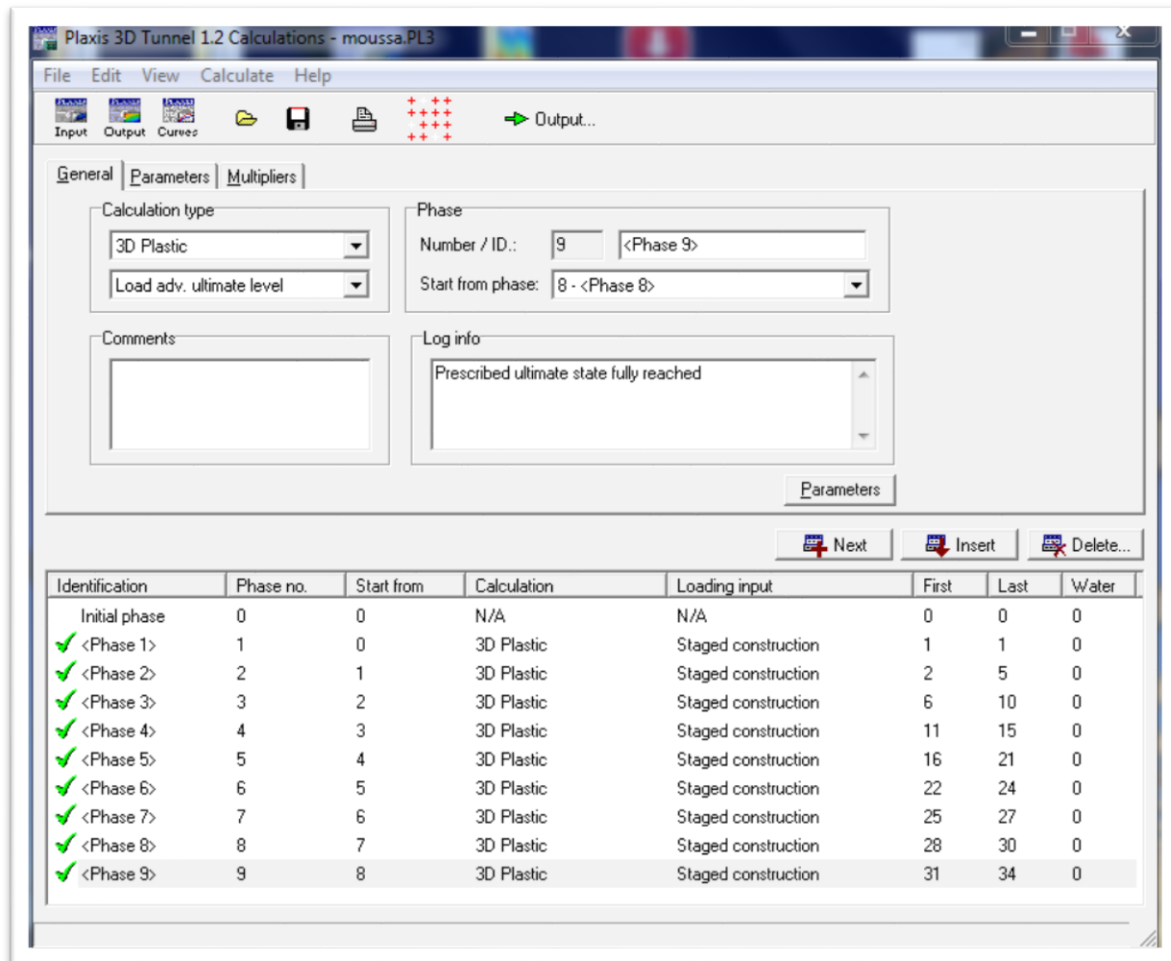 Plaxis 3D Tunnel 1.2 Calculations - moussa.PL3
File Edit View Calculate Help
Input Output Curves Output...
General Parameters Multipliers
Calculation type
3D Plastic
Load adv. ultimate level
Phase
Number / ID.: 9 <Phase 9>
Start from phase: 8 - <Phase 8>
Comments
Log info
Prescribed ultimate state fully reached
Parameters
Next Insert Delete...
Identification Phase no. Start from Calculation Loading input First Last Water
Initial phase 0 0 N/A N/A 0 0 0
<Phase 1> 1 0 3D Plastic Staged construction 1 1 0
<Phase 2> 2 1 3D Plastic Staged construction 2 5 0
<Phase 3> 3 2 3D Plastic Staged construction 6 10 0
<Phase 4> 4 3 3D Plastic Staged construction 11 15 0
<Phase 5> 5 4 3D Plastic Staged construction 16 21 0
<Phase 6> 6 5 3D Plastic Staged construction 22 24 0
<Phase 7> 7 6 3D Plastic Staged construction 25 27 0
<Phase 8> 8 7 3D Plastic Staged construction 28 30 0
<Phase 9> 9 8 3D Plastic Staged construction 31 34 0